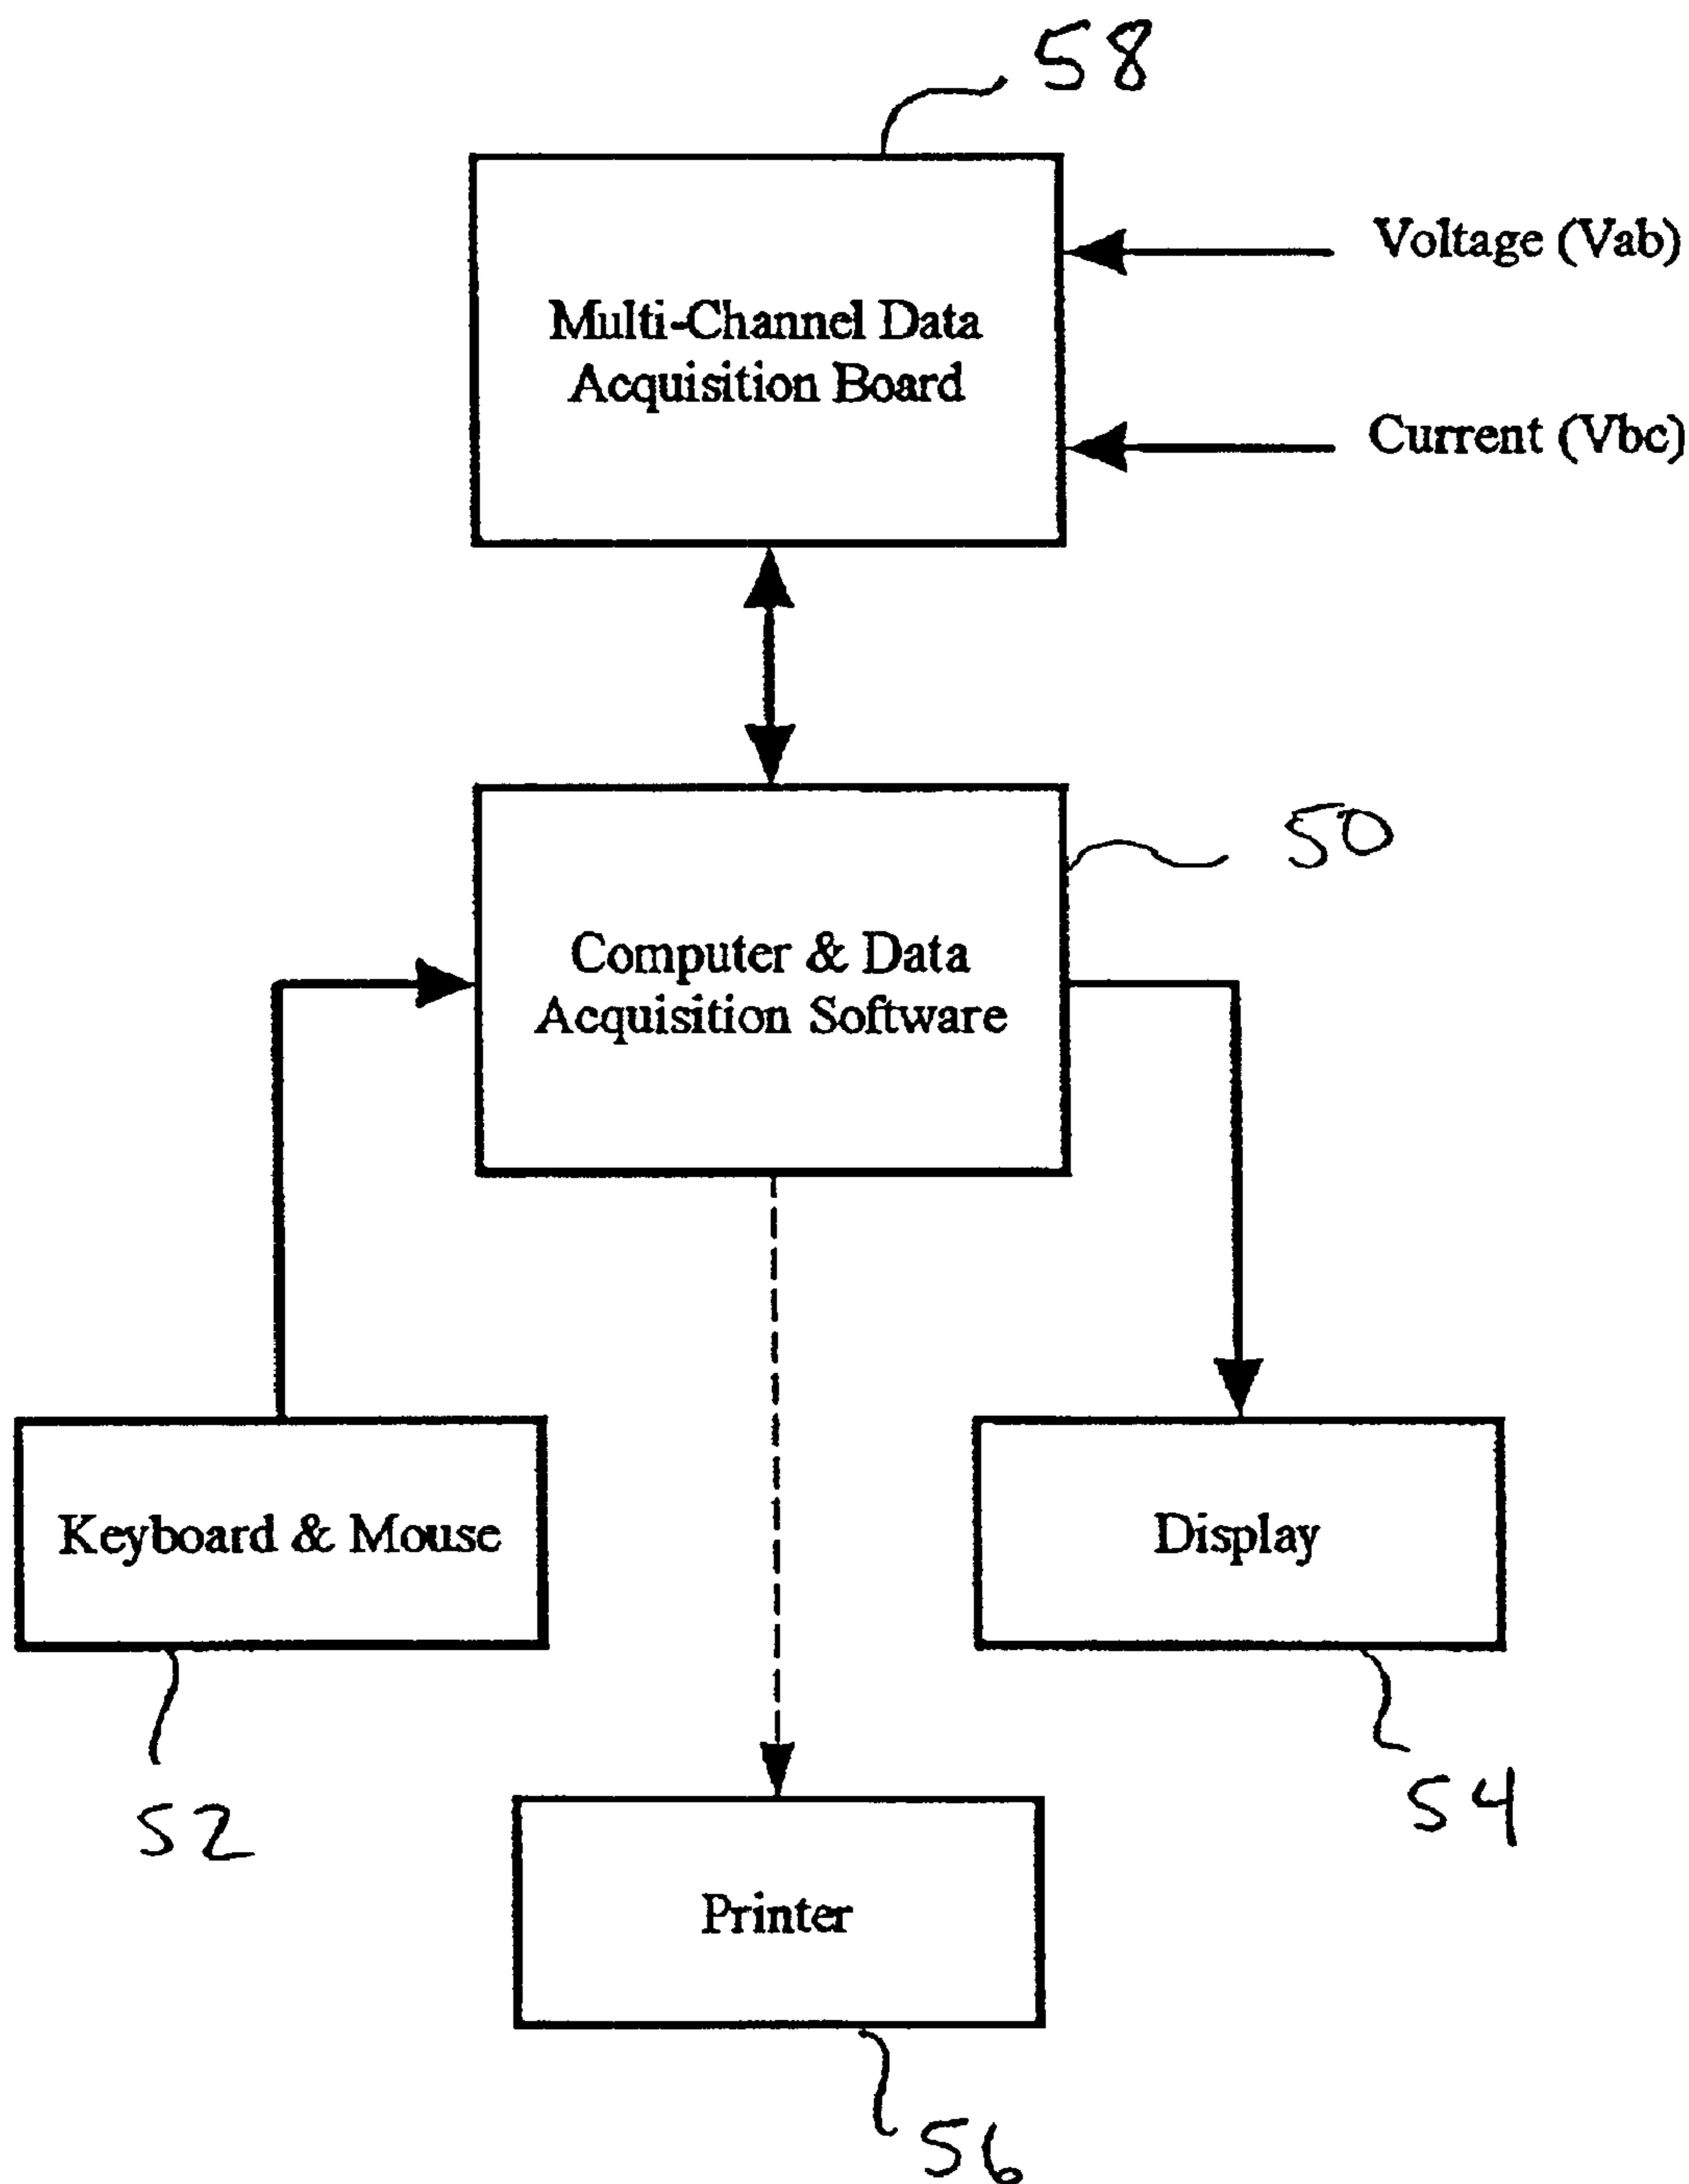 58
Multi-Channel Data
Acquisition Board
Voltage (Vab)
Current (Vbc)
50
Computer & Data
Acquisition Software
Keyboard & Mouse
Display
52
54
Printer
56